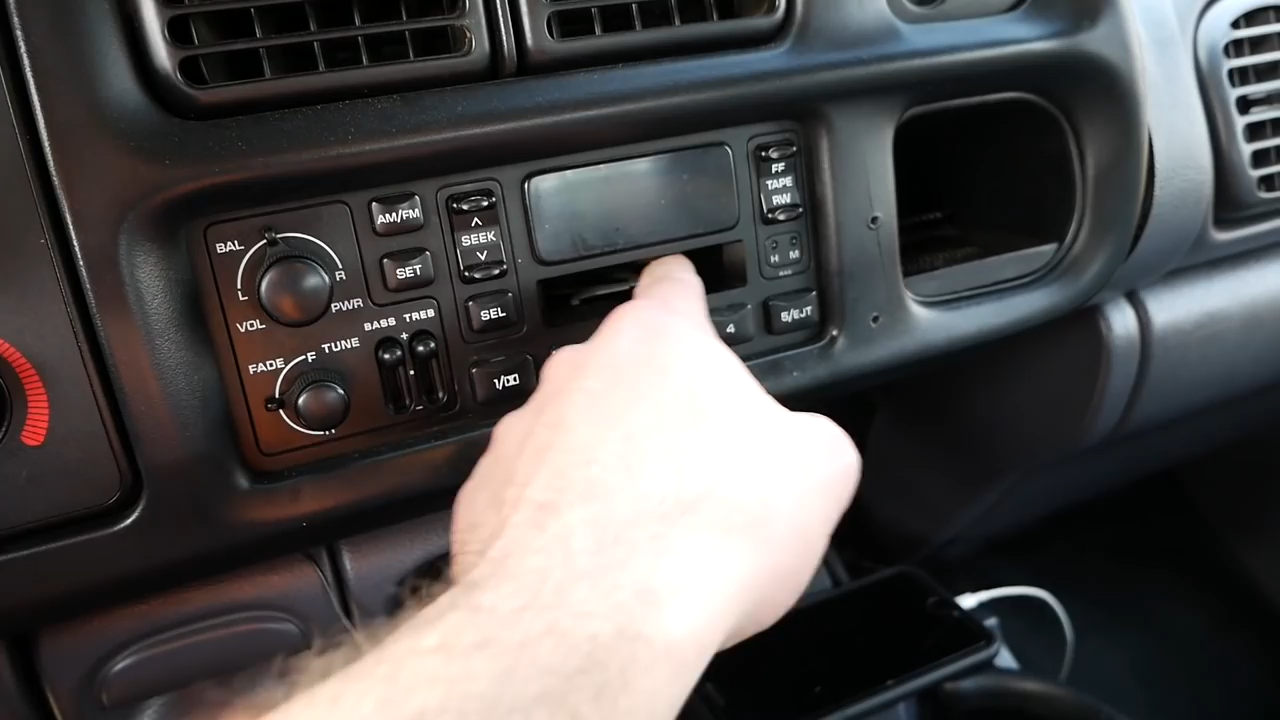 BAL
L
R
VOL
PWR
FADE
F
TUNE
R
BASS TREB
+
-
AM/FM
SET
SEEK
SEL
1/
4
5/EJT
FF
TAPE
RW
H M